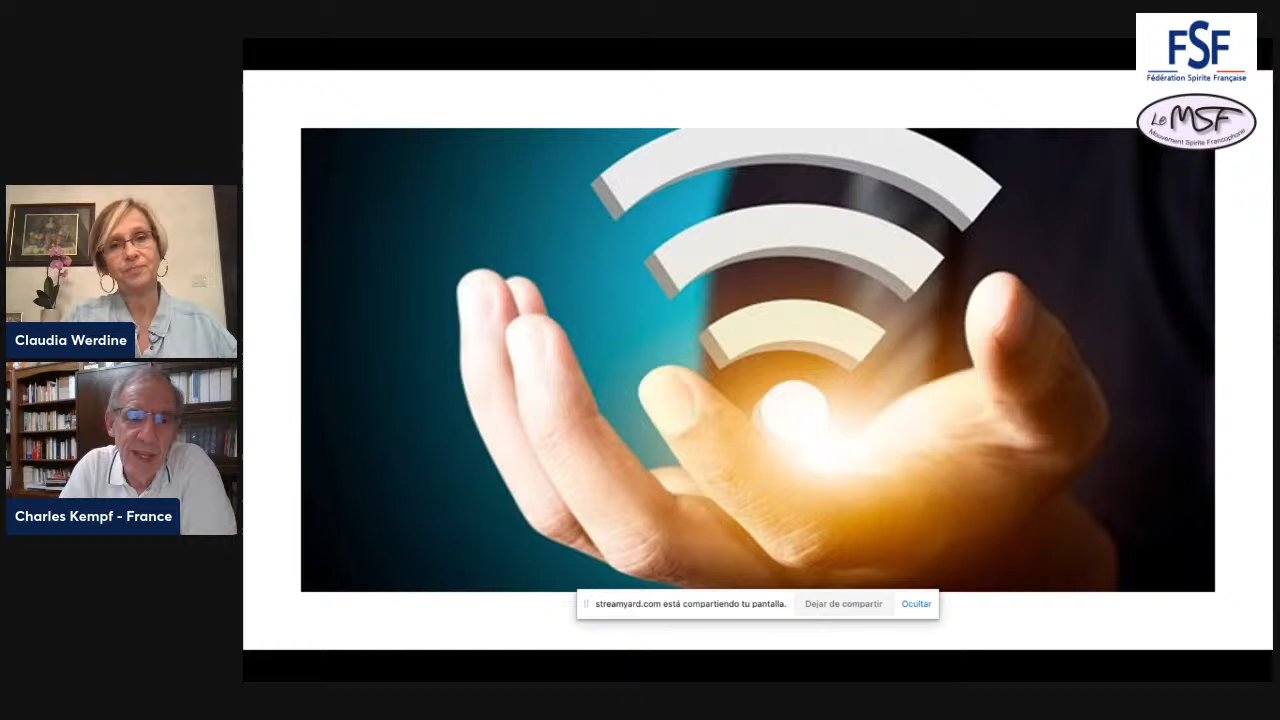 FSF
Fédération Spirite Française
Le MSF
Mouvement Spirite Francophone
Claudia Werdine
Charles Kempf - France
streamyard.com está compartiendo tu pantalla.
Dejar de compartir
Ocultar